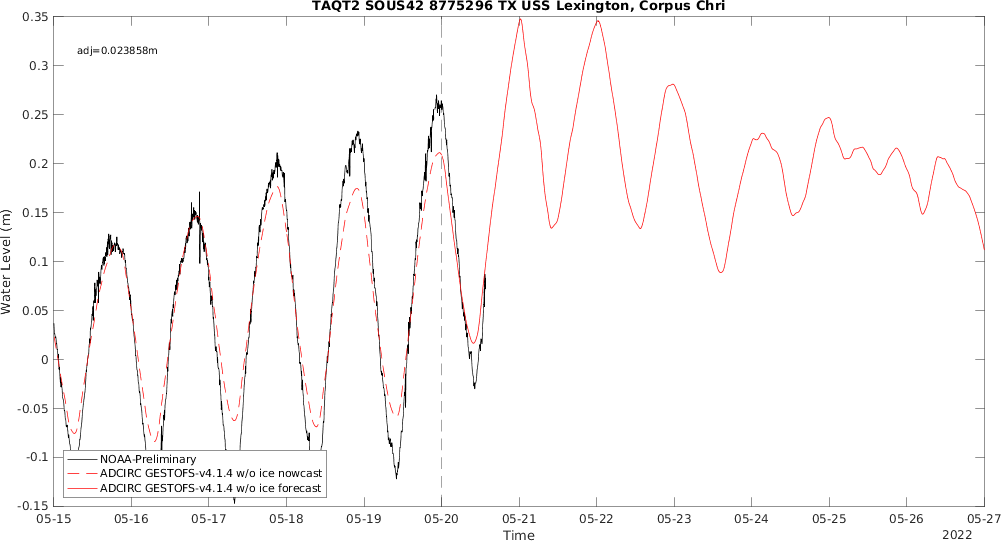 TAQT2 SOUS42 8775296 TX USS Lexington, Corpus Chri
0.35
adj=0.023858m
0.3
0.25
0.2
0.15
0.1
0.05
0
-0.05
-0.1
-0.15
Water Level (m)
NOAA-Preliminary
ADCIRC GESTOFS-v4.1.4 w/o ice nowcast
ADCIRC GESTOFS-v4.1.4 w/o ice forecast
05-15 05-16 05-17 05-18 05-19 05-20 05-21 05-22 05-23 05-24 05-25 05-26 05-27
Time
2022